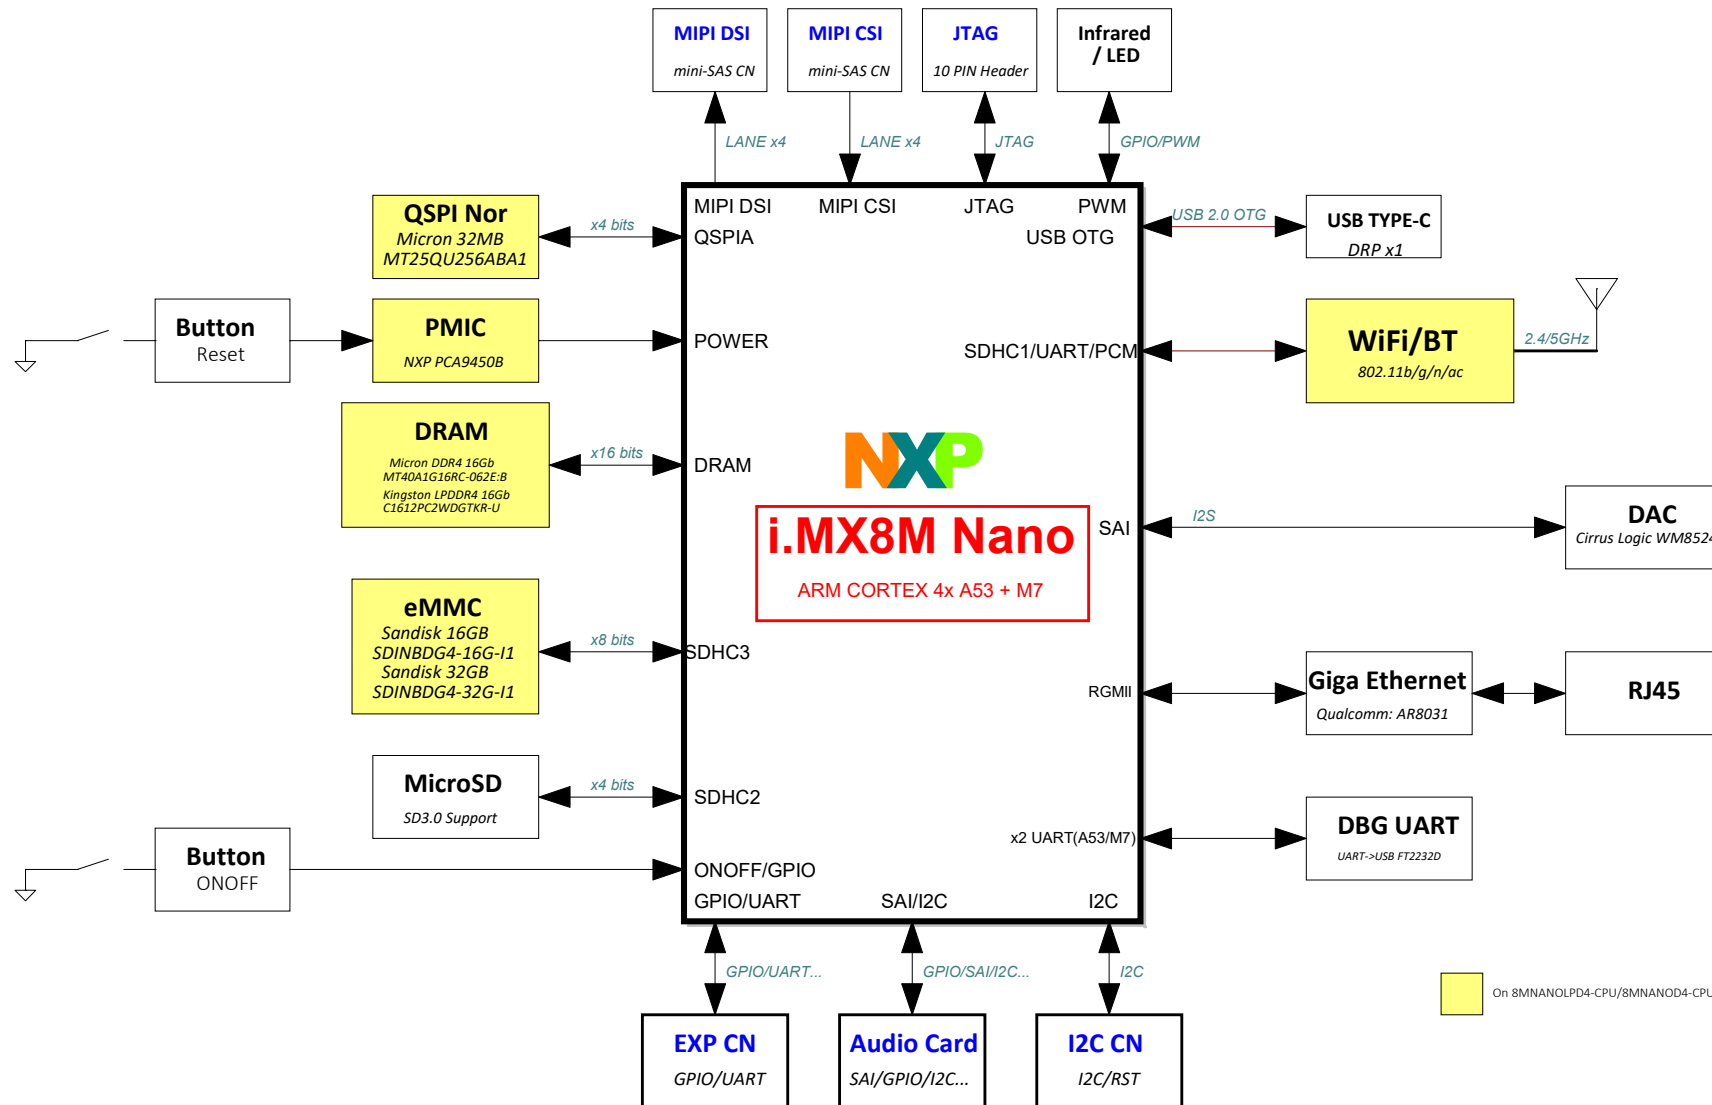 MIPI DSI
mini-SAS CN
MIPI CSI
mini-SAS CN
JTAG
10 PIN Header
Infrared
/ LED
LANE x4
LANE x4
JTAG
GPIO/PWM
MIPI DSI
MIPI CSI
JTAG
PWM
QSPI Nor
Micron 32MB
MT25QU256ABA1
x4 bits
QSPIA
USB OTG
USB 2.0 OTG
USB TYPE-C
DRP x1
Button
Reset
PMIC
NXP PCA9450B
POWER
SDHC1/UART/PCM
WiFi/BT
802.11b/g/n/ac
2.4/5GHz
DRAM
Micron DDR4 16Gb
MT40A1G16RC-062E:B
Kingston LPDDR4 16Gb
C1612PC2WDGTKR-U
x16 bits
DRAM
NXP
i.MX8M Nano
ARM CORTEX 4x A53 + M7
SAI
I2S
DAC
Cirrus Logic WM8524
eMMC
Sandisk 16GB
SDINBDG4-16G-I1
Sandisk 32GB
SDINBDG4-32G-I1
x8 bits
SDHC3
RGMII
Giga Ethernet
Qualcomm: AR8031
RJ45
MicroSD
SD3.0 Support
x4 bits
SDHC2
x2 UART(A53/M7)
DBG UART
UART->USB FT2232D
Button
ONOFF
ONOFF/GPIO
GPIO/UART
SAI/I2C
I2C
GPIO/UART...
GPIO/SAI/I2C...
I2C
On 8MNANOLPD4-CPU/8MNANOD4-CPU
EXP CN
GPIO/UART
Audio Card
SAI/GPIO/I2C...
I2C CN
I2C/RST